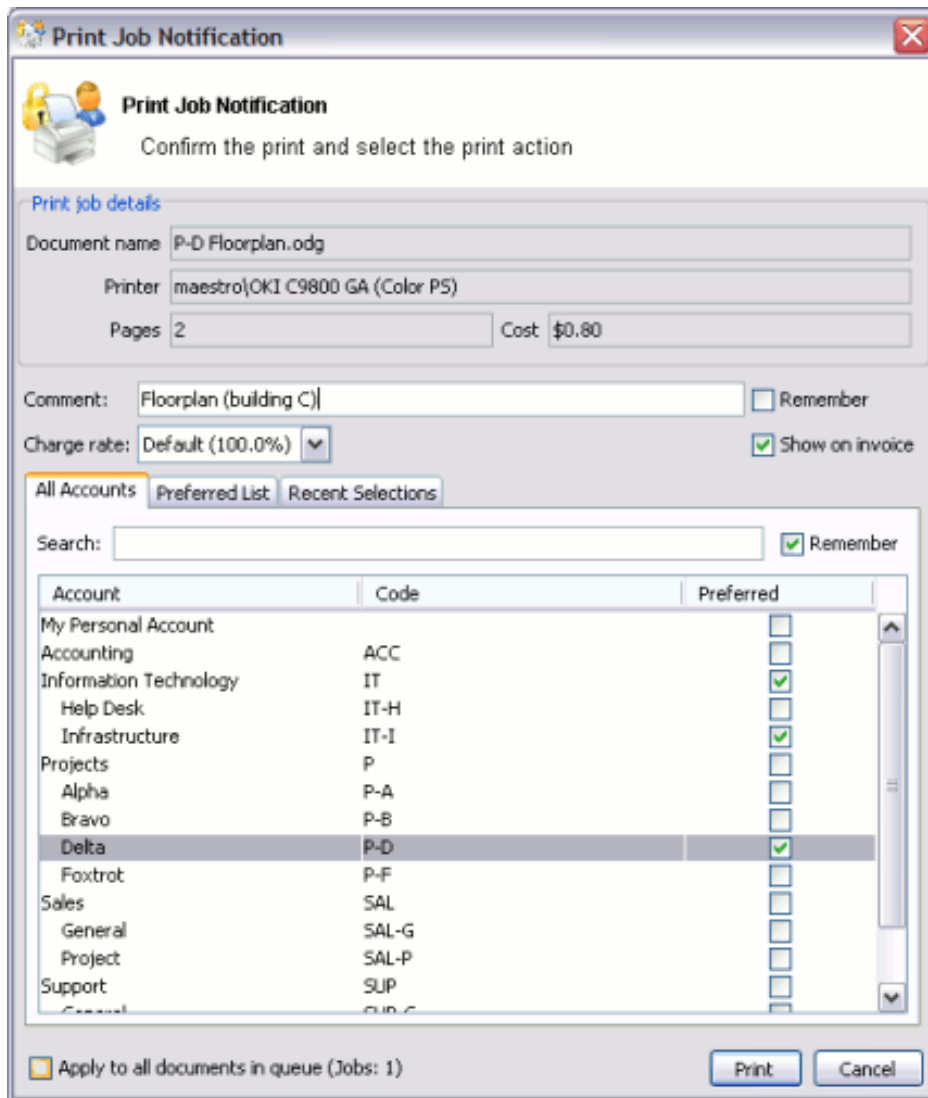 Print Job Notification
Print Job Notification
Confirm the print and select the print action
Print job details
Document name P-D Floorplan.odg
Printer maestro\OKI C9800 GA (Color PS)
Pages 2 Cost $0.80
Comment: Floorplan (building C) Remember
Charge rate: Default (100.0%) Show on invoice
All Accounts Preferred List Recent Selections
Search: Remember
Account Code Preferred
My Personal Account
Accounting ACC
Information Technology IT
Help Desk IT-H
Infrastructure IT-I
Projects P
Alpha P-A
Bravo P-B
Delta P-D
Foxtrot P-F
Sales SAL
General SAL-G
Project SAL-P
Support SUP
Apply to all documents in queue (Jobs: 1) Print Cancel